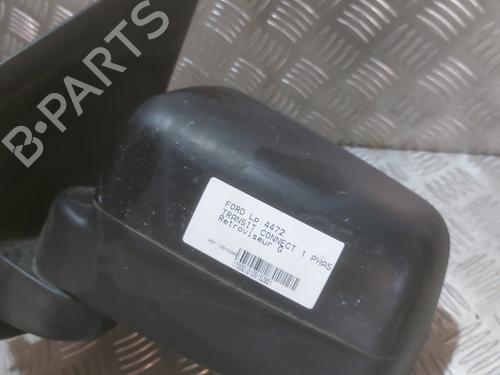 B-PARTS
FORD Lp.4472
TRANSIT CONNECT 1 PHAS
Retroviseur G